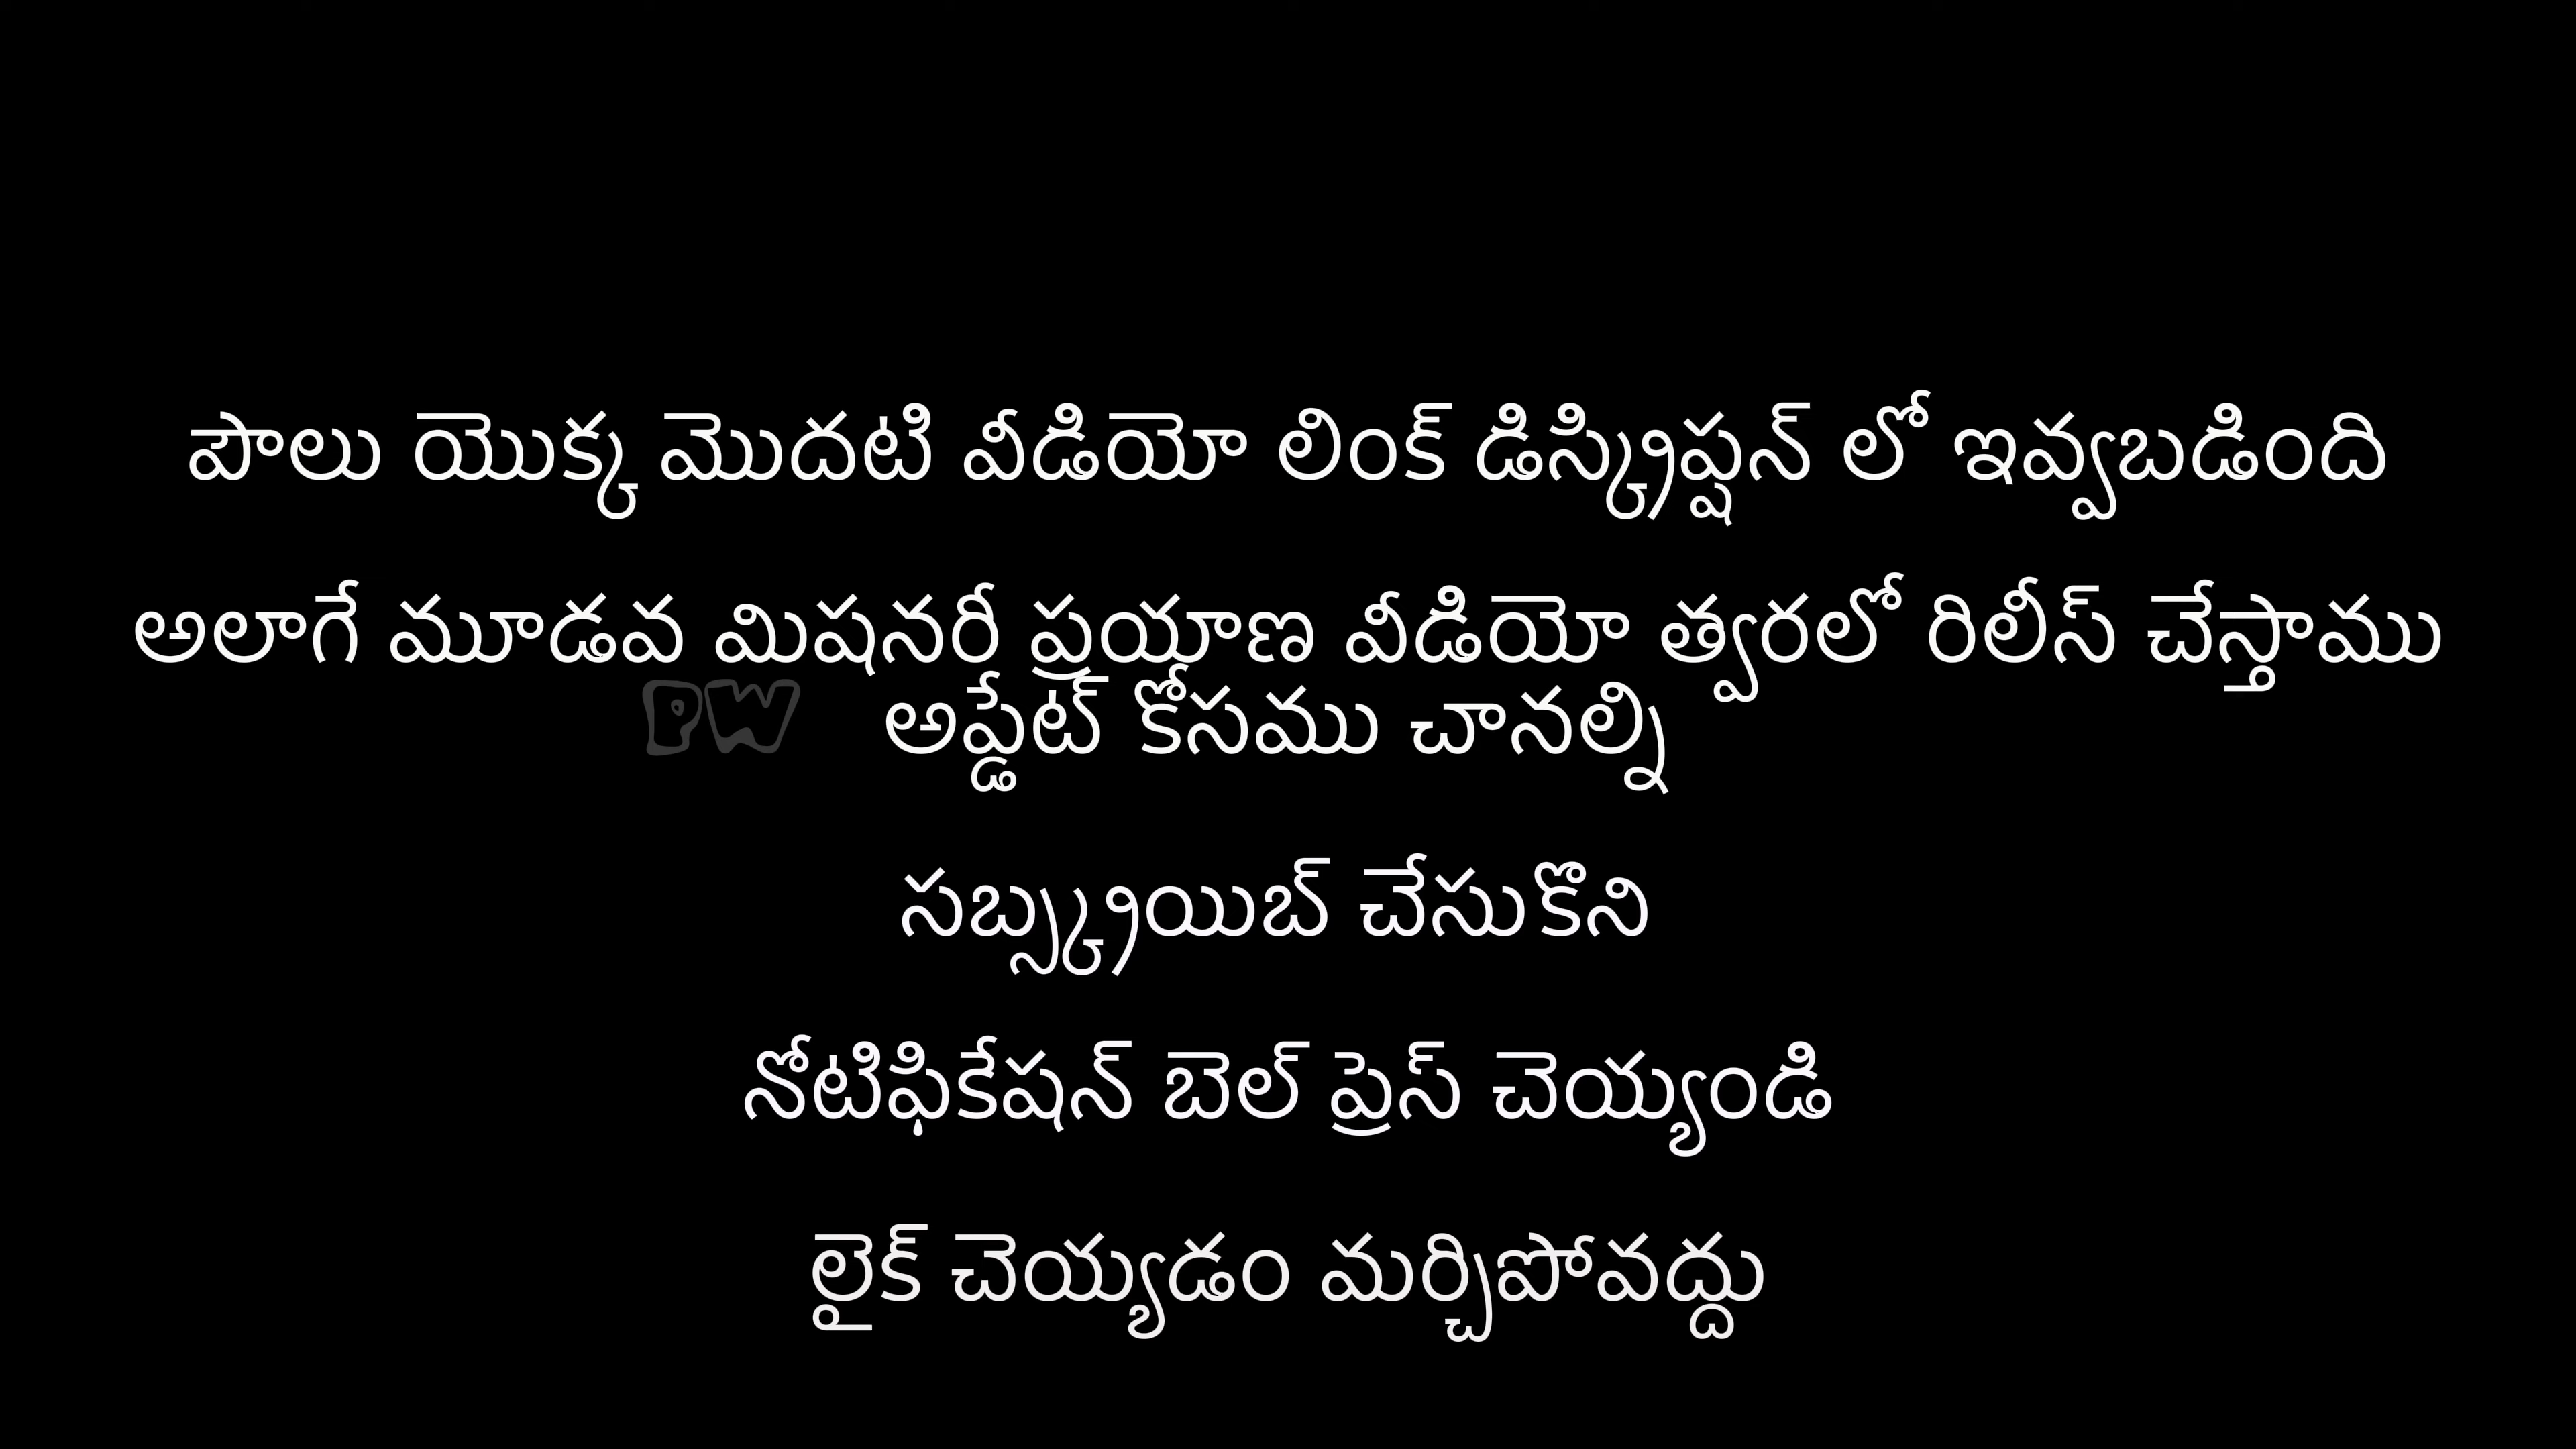 పౌలు యొక్క మొదటి వీడియో లింక్ డిస్క్రిప్షన్ లో ఇవ్వబడింది
అలాగే మూడవ మిషనరీ ప్రయాణ వీడియో త్వరలో రిలీస్ చేస్తాము
PW
అప్డేట్ కోసము చానల్ని
సబ్స్క్రయిబ్ చేసుకొని
నోటిఫికేషన్ బెల్ ప్రెస్ చెయ్యండి
లైక్ చెయ్యడం మర్చిపోవద్దు